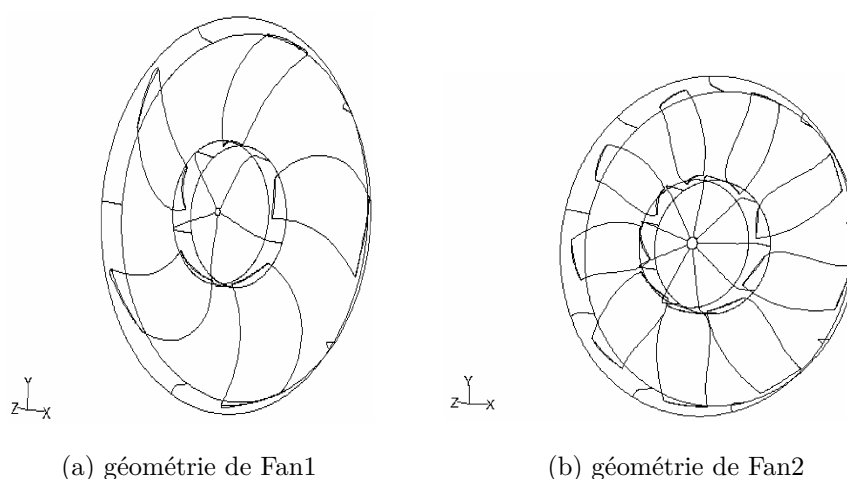 Y
Z X
Y
Z X
(a) géométrie de Fan1
(b) géométrie de Fan2